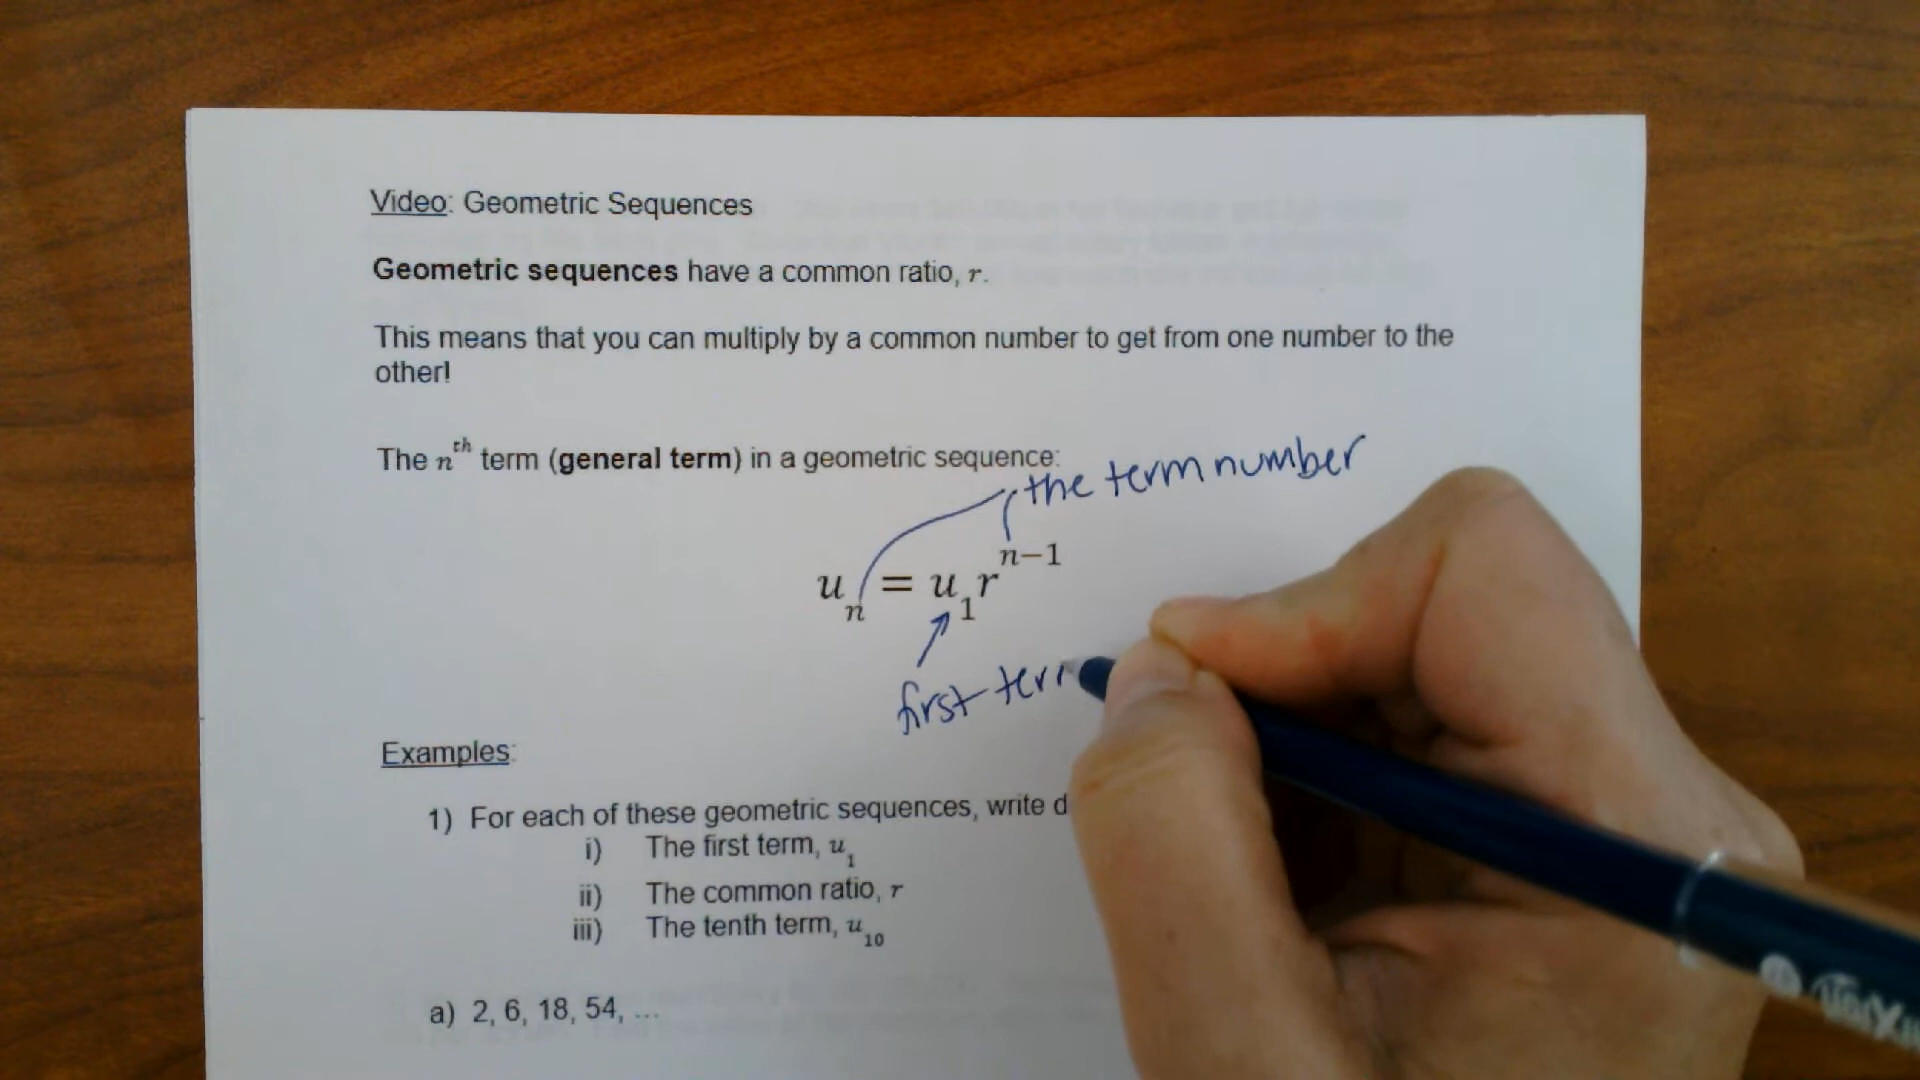 Video: Geometric Sequences
Geometric sequences have a common ratio, r.
This means that you can multiply by a common number to get from one number to the
other!
The nᵗʰ term (general term) in a geometric sequence:
the term number
uₙ = u₁rⁿ⁻¹
first ter
Examples:
1) For each of these geometric sequences, write d
i) The first term, u₁
ii) The common ratio, r
iii) The tenth term, u₁₀
a) 2, 6, 18, 54, ...